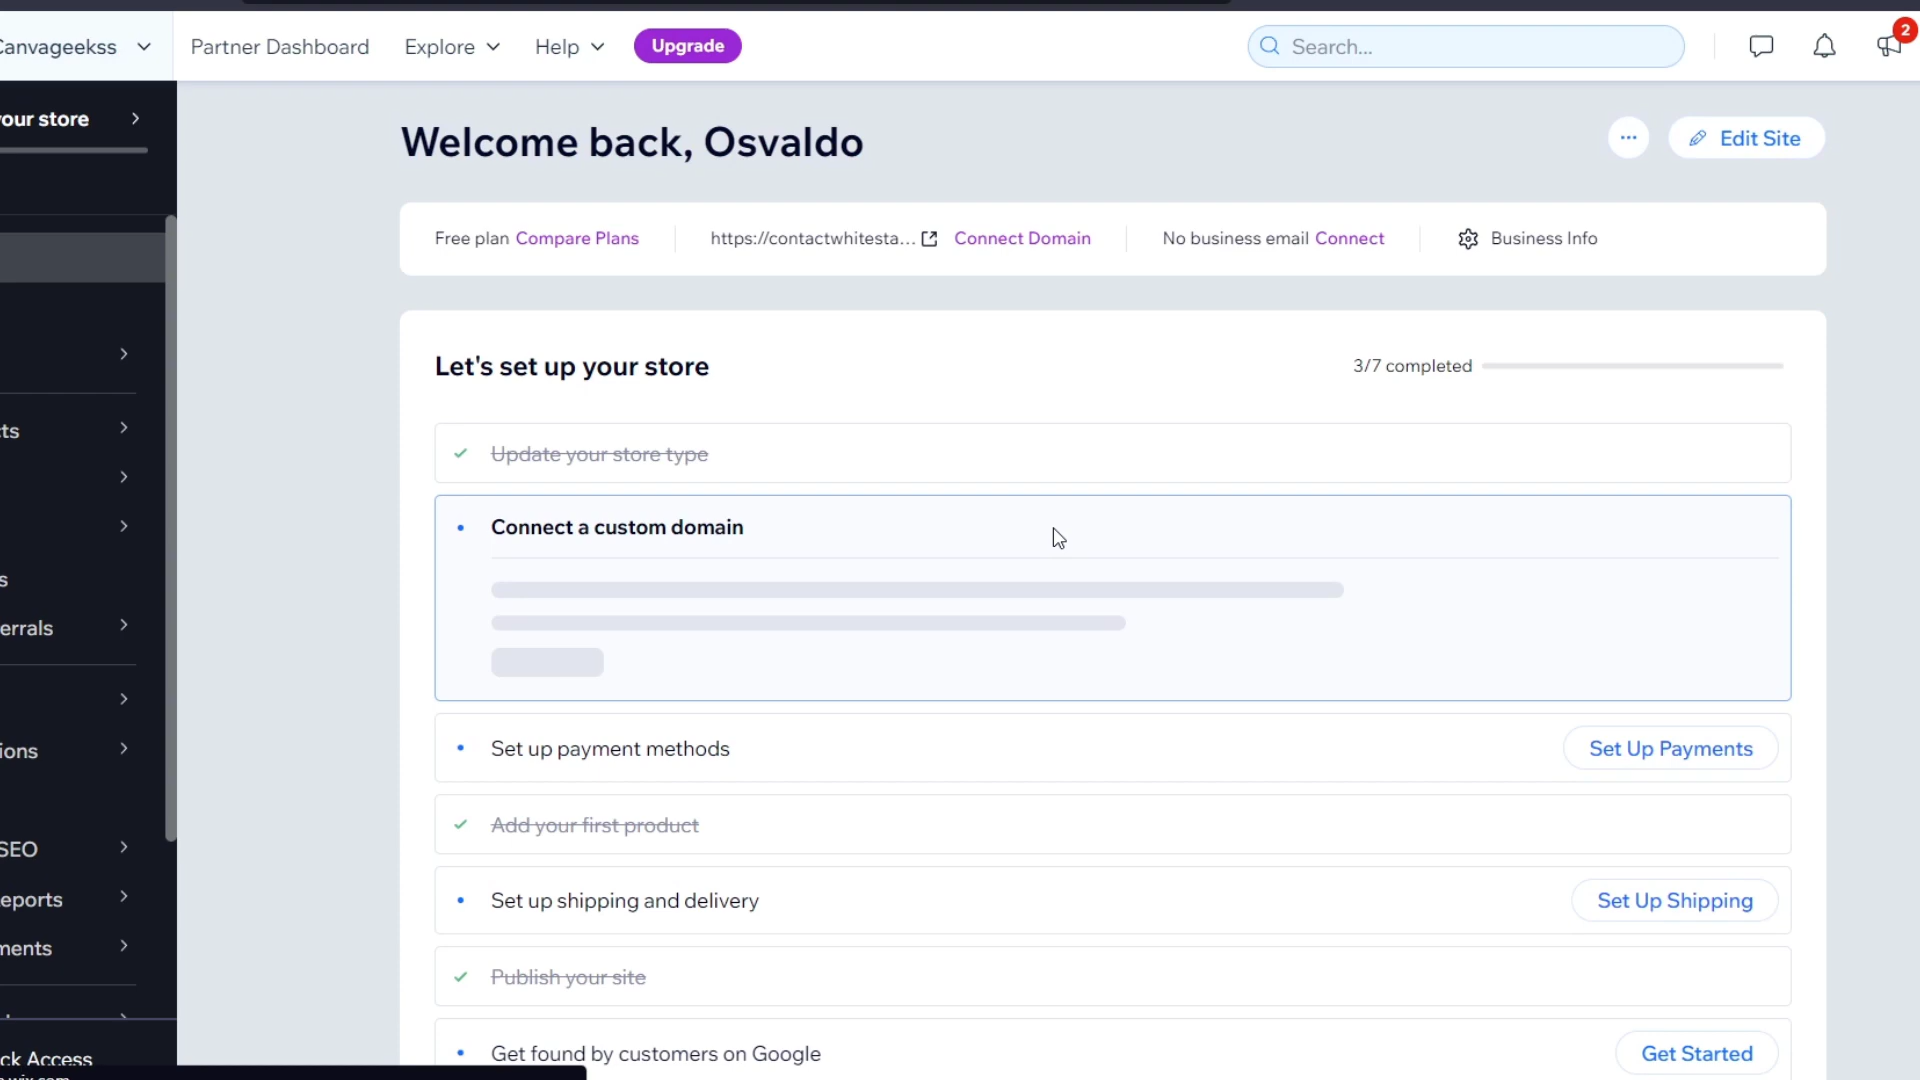 Canvageekss
Partner Dashboard
Explore
Help
Upgrade
Search...
2
your store
Welcome back, Osvaldo
Edit Site
Free plan Compare Plans
https://contactwhitesta...
Connect Domain
No business email Connect
Business Info
Let's set up your store
3/7 completed
Update your store type
Connect a custom domain
Set up payment methods
Set Up Payments
Add your first product
Set up shipping and delivery
Set Up Shipping
Publish your site
Get found by customers on Google
Get Started
ts
s
errals
ions
SEO
eports
ments
ck Access